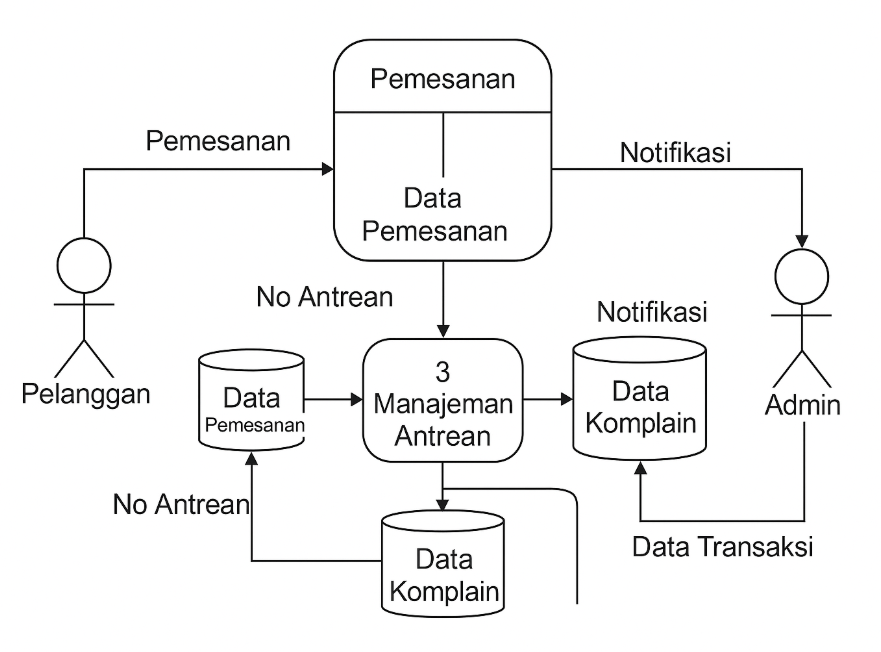 Pemesanan
Pemesanan
Notifikasi
Data
Pemesanan
No Antrean
Notifikasi
Pelanggan
Data
Pemesanan
3
Manajeman
Antrean
Data
Komplain
Admin
No Antrean
Data Transaksi
Data
Komplain